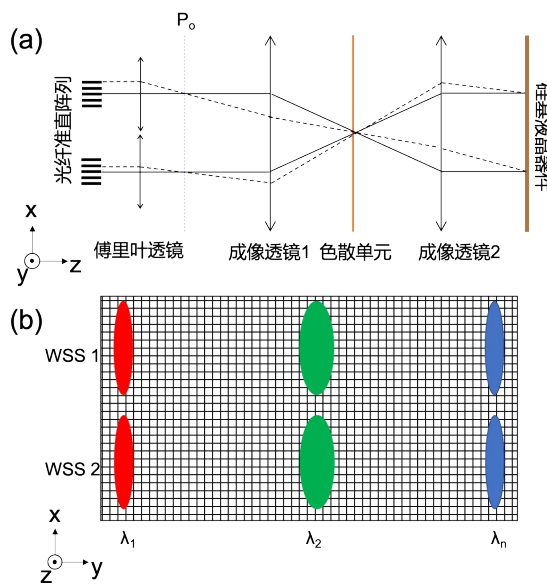 (a)
Pₒ
光纤准直阵列
硅基液晶器件
x
y
z
傅里叶透镜
成像透镜1
色散单元
成像透镜2
(b)
WSS 1
WSS 2
x
z
y
λ₁
λ₂
λₙ